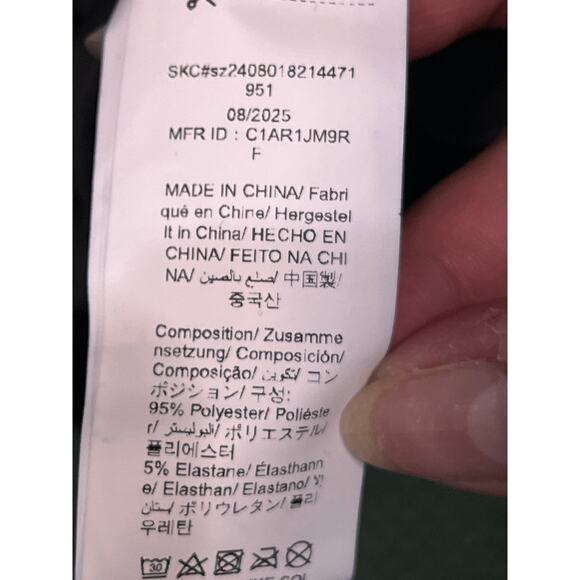 SKC#sz2408018214471
951
08/2025
MFR ID : C1AR1JM9R
F
MADE IN CHINA/ Fabri
qué en Chine/ Hergestel
lt in China/ HECHO EN
CHINA/ FEITO NA CHI
NA/ صنع بالصين/ 中国製/
중국산
Composition/ Zusamme
nsetzung/ Composición/
Composição/ تكوين/ コン
ポジション/ 구성:
95% Polyester/ Polieste
r/ البوليستر/ ポリエステル/
폴리에스터
5% Elastane/ Élasthann
e/ Elasthan/ Elastano/
ستان/ ポリウレタン/ 폴리
우레탄
30